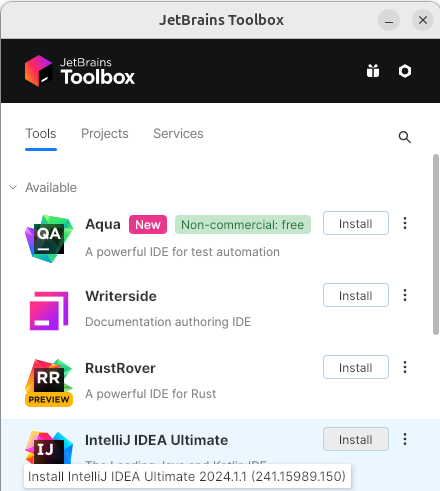 JetBrains Toolbox
JetBrains
Toolbox
Tools Projects Services
Available
QA
Aqua New Non-commercial: free Install
A powerful IDE for test automation
Writerside Install
Documentation authoring IDE
RR
PREVIEW
RustRover Install
A powerful IDE for Rust
IJ
IntelliJ IDEA Ultimate Install
Install IntelliJ IDEA Ultimate 2024.1.1 (241.15989.150)